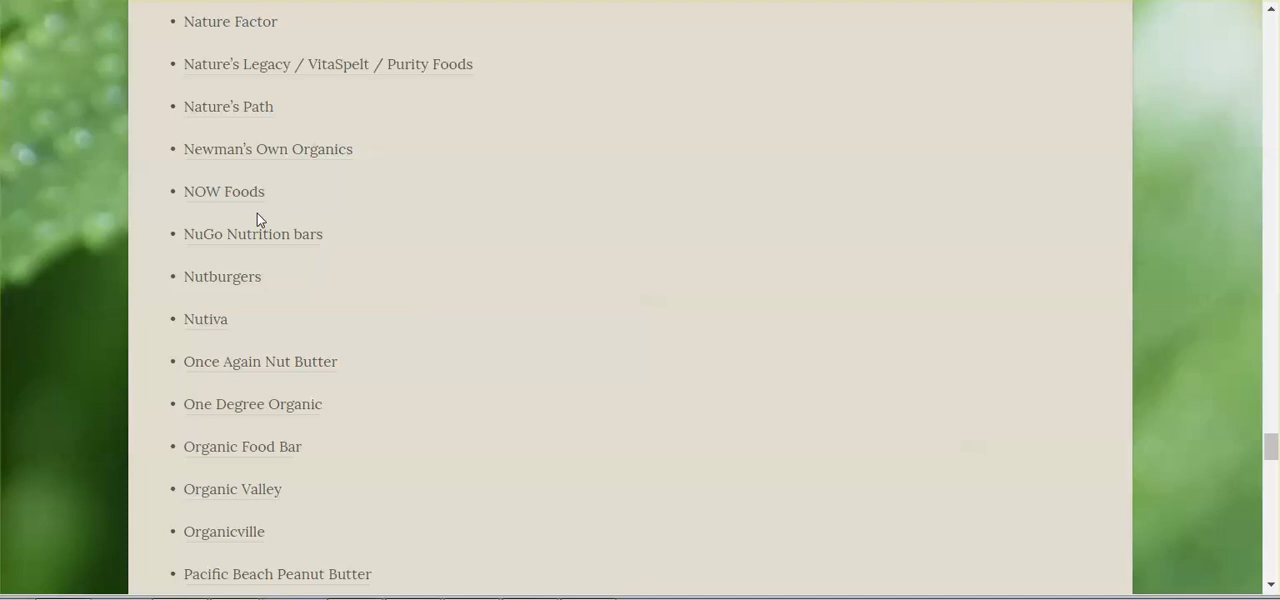 • Nature Factor
• Nature's Legacy / VitaSpelt / Purity Foods
• Nature's Path
• Newman's Own Organics
• NOW Foods
• NuGo Nutrition bars
• Nutburgers
• Nutiva
• Once Again Nut Butter
• One Degree Organic
• Organic Food Bar
• Organic Valley
• Organicville
• Pacific Beach Peanut Butter